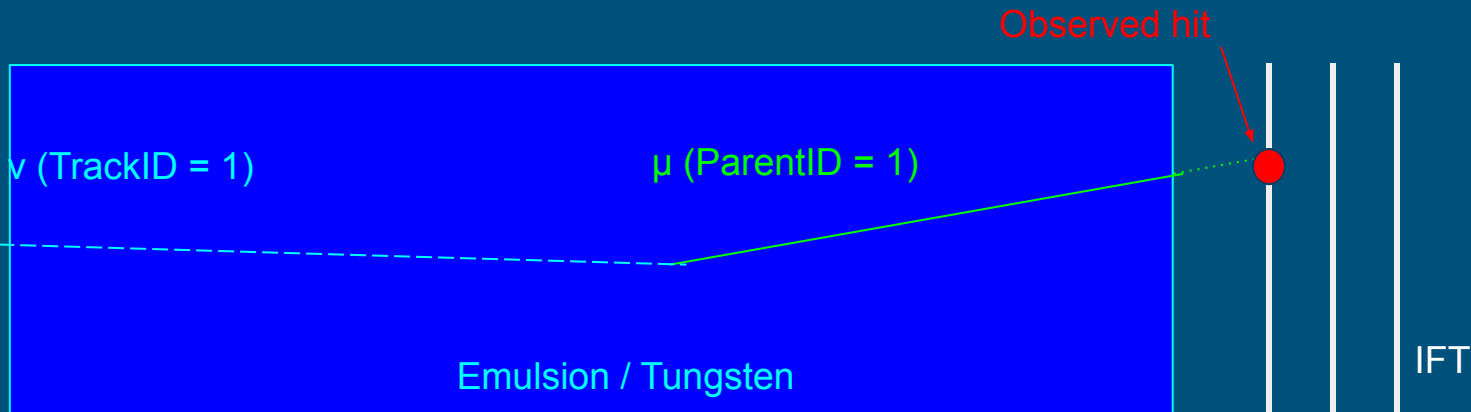 Observed hit
ν (TrackID = 1)
μ (ParentID = 1)
Emulsion / Tungsten
IFT